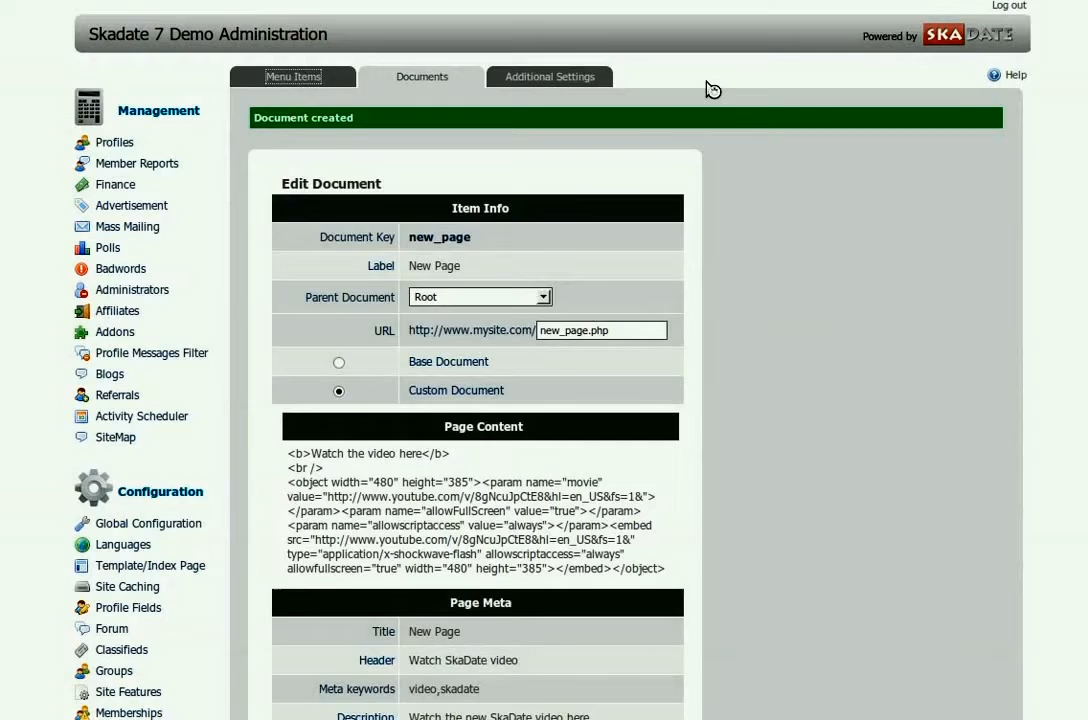 Log out
Skadate 7 Demo Administration
Powered by SKADATE
Menu Items
Documents
Additional Settings
Help
Document created
Management
Profiles
Member Reports
Finance
Advertisement
Mass Mailing
Polls
Badwords
Administrators
Affiliates
Addons
Profile Messages Filter
Blogs
Referrals
Activity Scheduler
SiteMap
Configuration
Global Configuration
Languages
Template/Index Page
Site Caching
Profile Fields
Forum
Classifieds
Groups
Site Features
Memberships
Edit Document
Item Info
Document Key new_page
Label New Page
Parent Document Root
URL http://www.mysite.com/ new_page.php
Base Document
Custom Document
Page Content
<b>Watch the video here</b>
<br />
<object width="480" height="385"><param name="movie"
value="http://www.youtube.com/v/8gNcuJpCtE8&hl=en_US&fs=1&">
</param><param name="allowFullScreen" value="true"></param>
<param name="allowscriptaccess" value="always"></param><embed
src="http://www.youtube.com/v/8gNcuJpCtE8&hl=en_US&fs=1&"
type="application/x-shockwave-flash" allowscriptaccess="always"
allowfullscreen="true" width="480" height="385"></embed></object>
Page Meta
Title New Page
Header Watch SkaDate video
Meta keywords video,skadate
Description Watch the new SkaDate video here